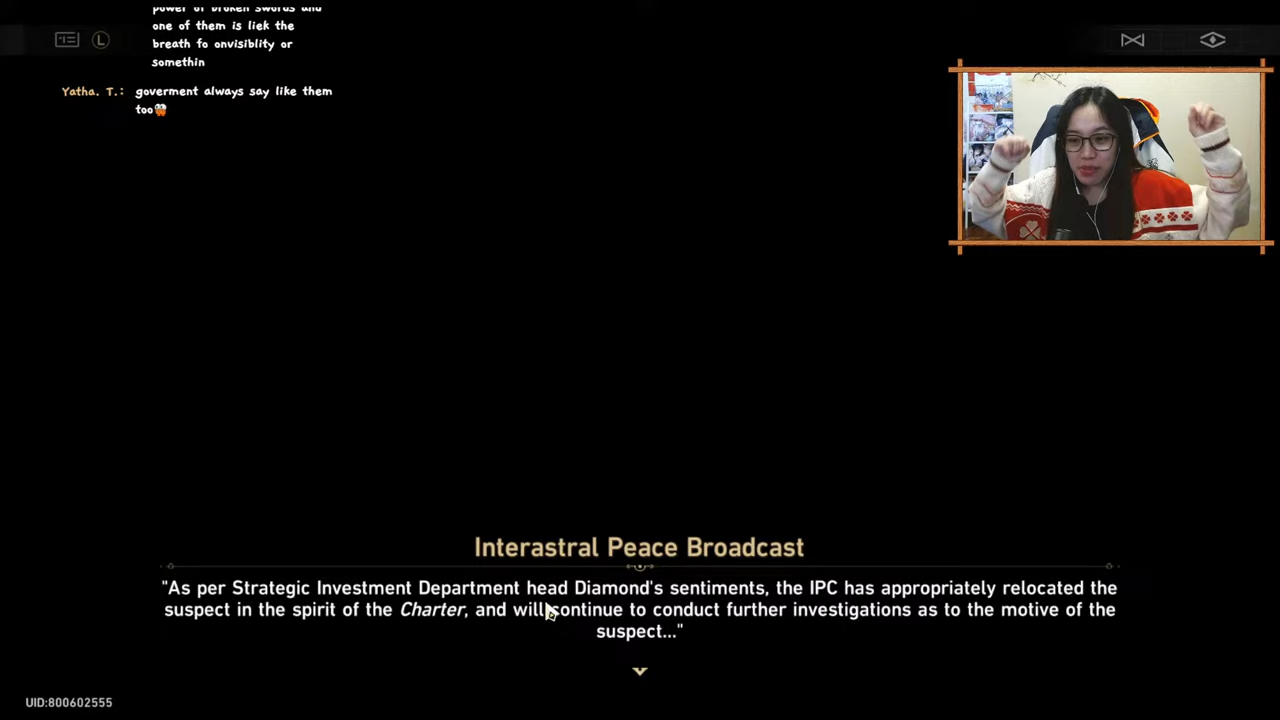 power of broken swords and
one of them is liek the
breath fo onvisiblity or
somethin
L
Yatha. T.: goverment always say like them
too
Interastral Peace Broadcast
"As per Strategic Investment Department head Diamond's sentiments, the IPC has appropriately relocated the
suspect in the spirit of the Charter, and will continue to conduct further investigations as to the motive of the
suspect..."
UID:800602555